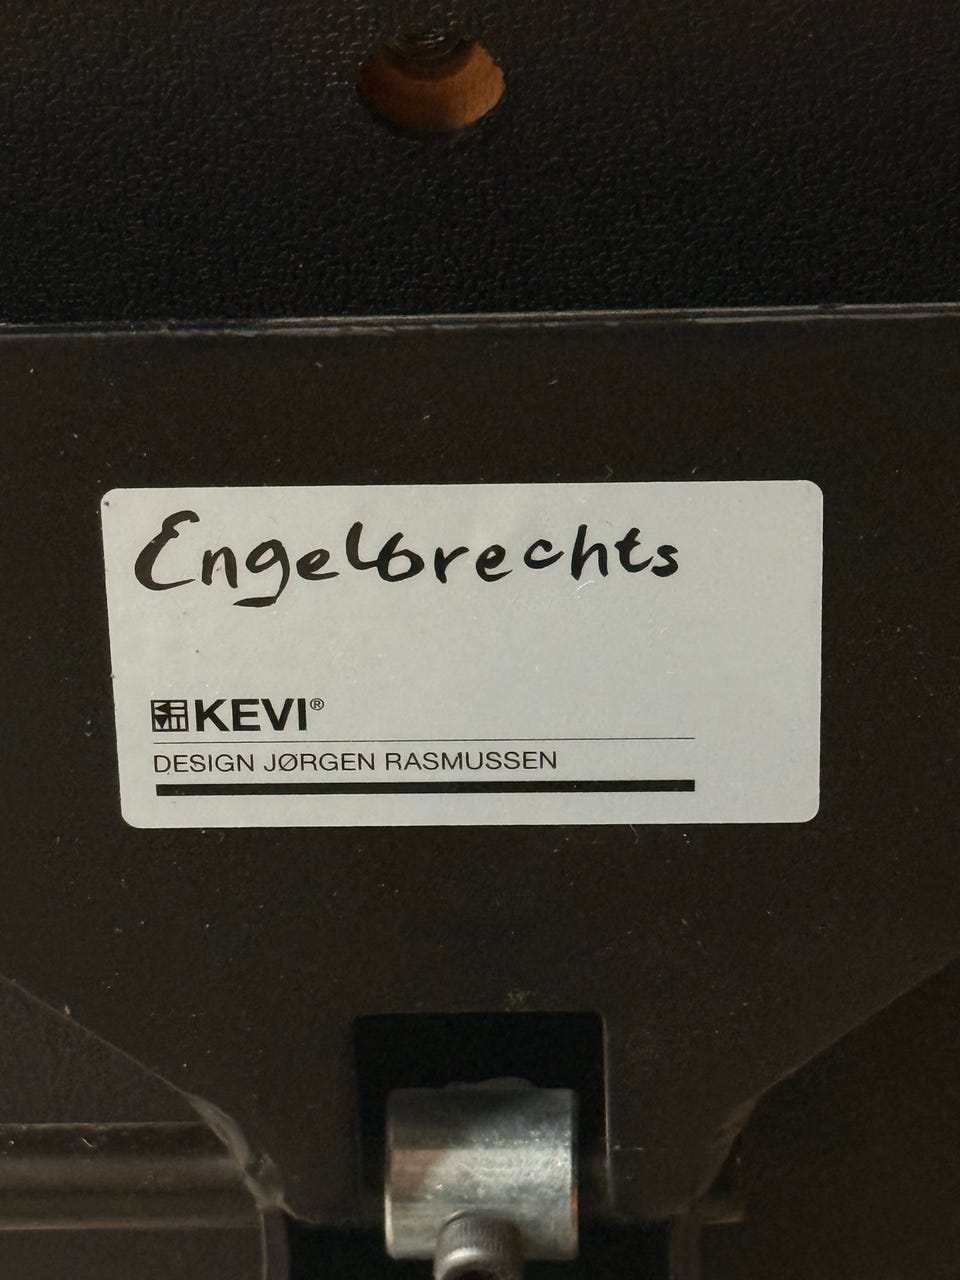 Engelbrechts
KEVI®
DESIGN JØRGEN RASMUSSEN